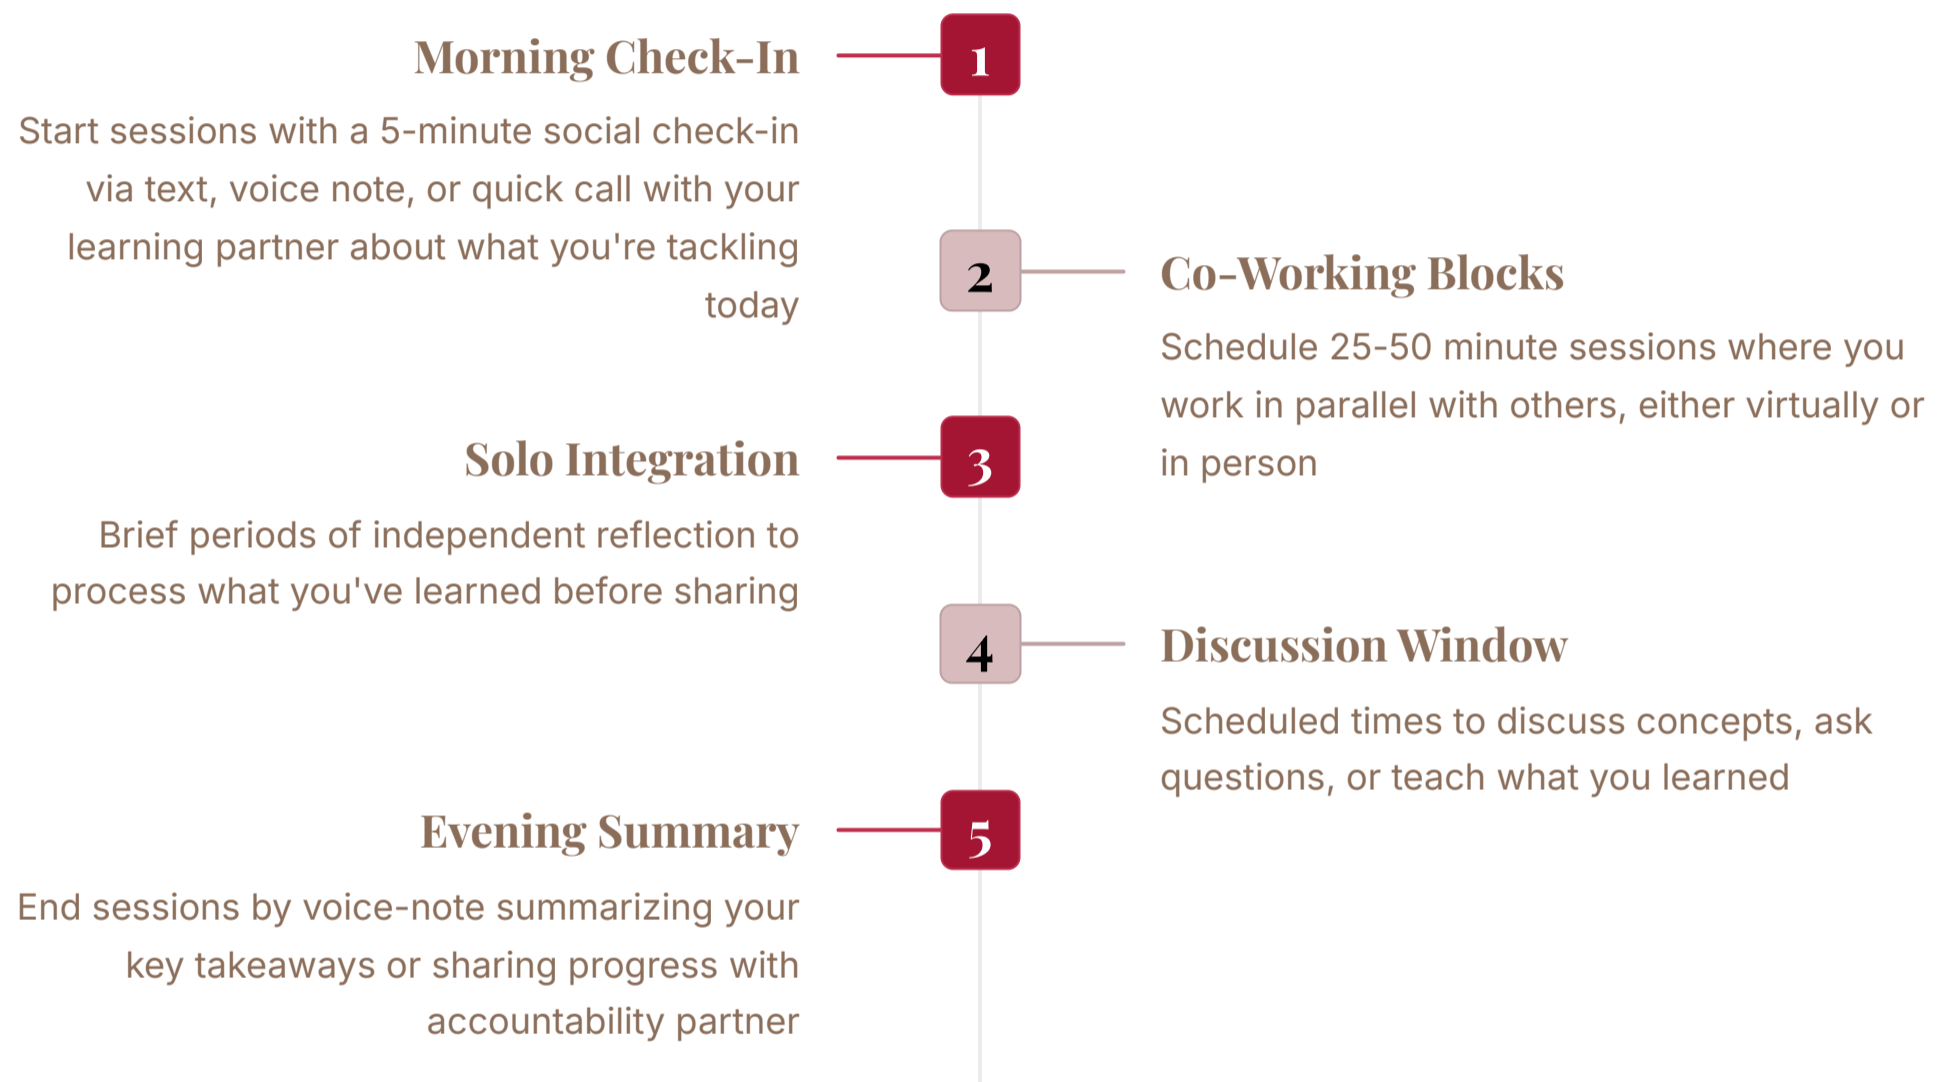 1
Morning Check-In
Start sessions with a 5-minute social check-in
via text, voice note, or quick call with your
learning partner about what you're tackling
today
2
Co-Working Blocks
Schedule 25-50 minute sessions where you
work in parallel with others, either virtually or
in person
3
Solo Integration
Brief periods of independent reflection to
process what you've learned before sharing
4
Discussion Window
Scheduled times to discuss concepts, ask
questions, or teach what you learned
5
Evening Summary
End sessions by voice-note summarizing your
key takeaways or sharing progress with
accountability partner